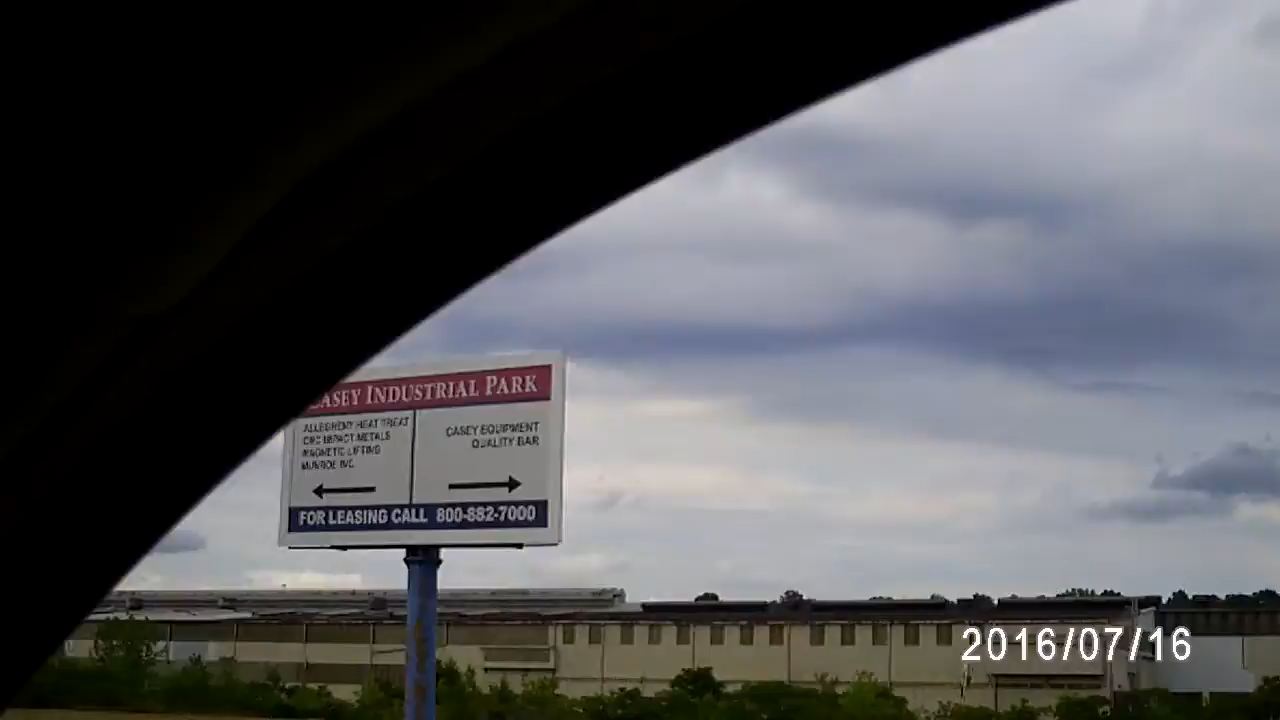 CASEY INDUSTRIAL PARK
ALLEGHENY HEAT TREAT
CMC IMPACT METALS
MAGNETIC LIFTING
MUNROE INC.
CASEY EQUIPMENT
QUALITY BAR
FOR LEASING CALL 800-882-7000
2016/07/16